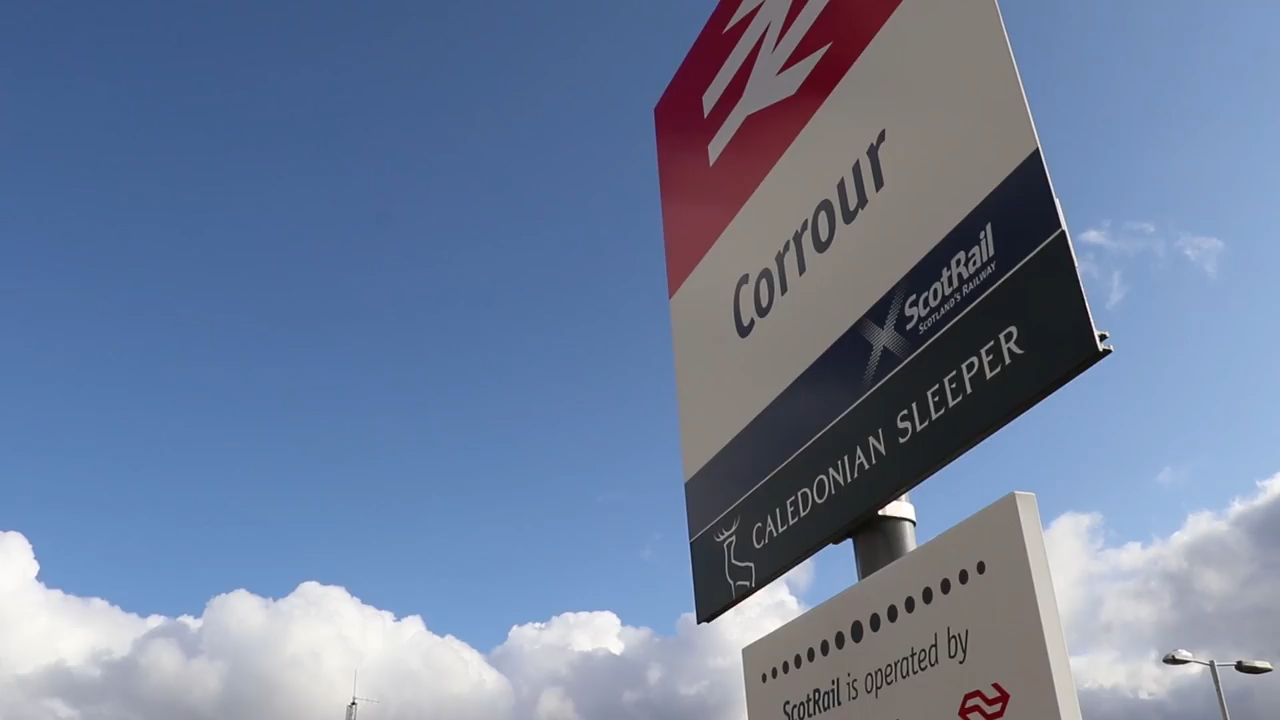 Corrour
ScotRail
SCOTLAND'S RAILWAY
CALEDONIAN SLEEPER
ScotRail is operated by